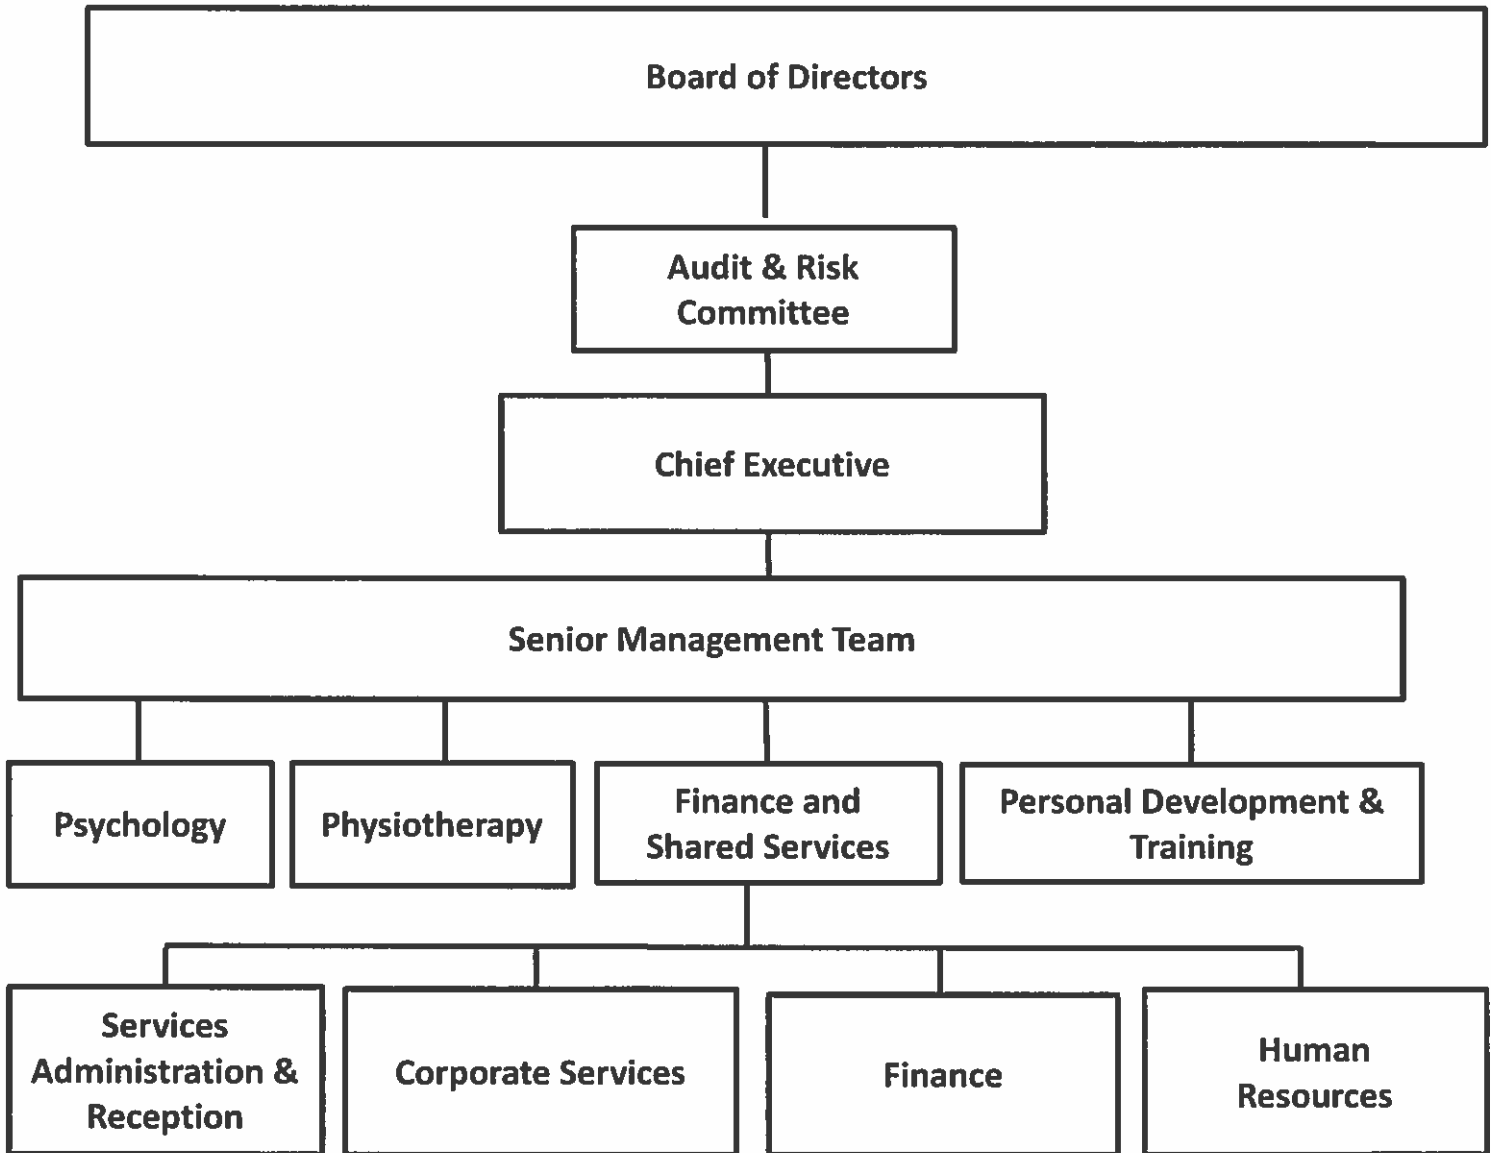 Board of Directors
Audit & Risk
Committee
Chief Executive
Senior Management Team
Psychology
Physiotherapy
Finance and
Shared Services
Personal Development &
Training
Services
Administration &
Reception
Corporate Services
Finance
Human
Resources